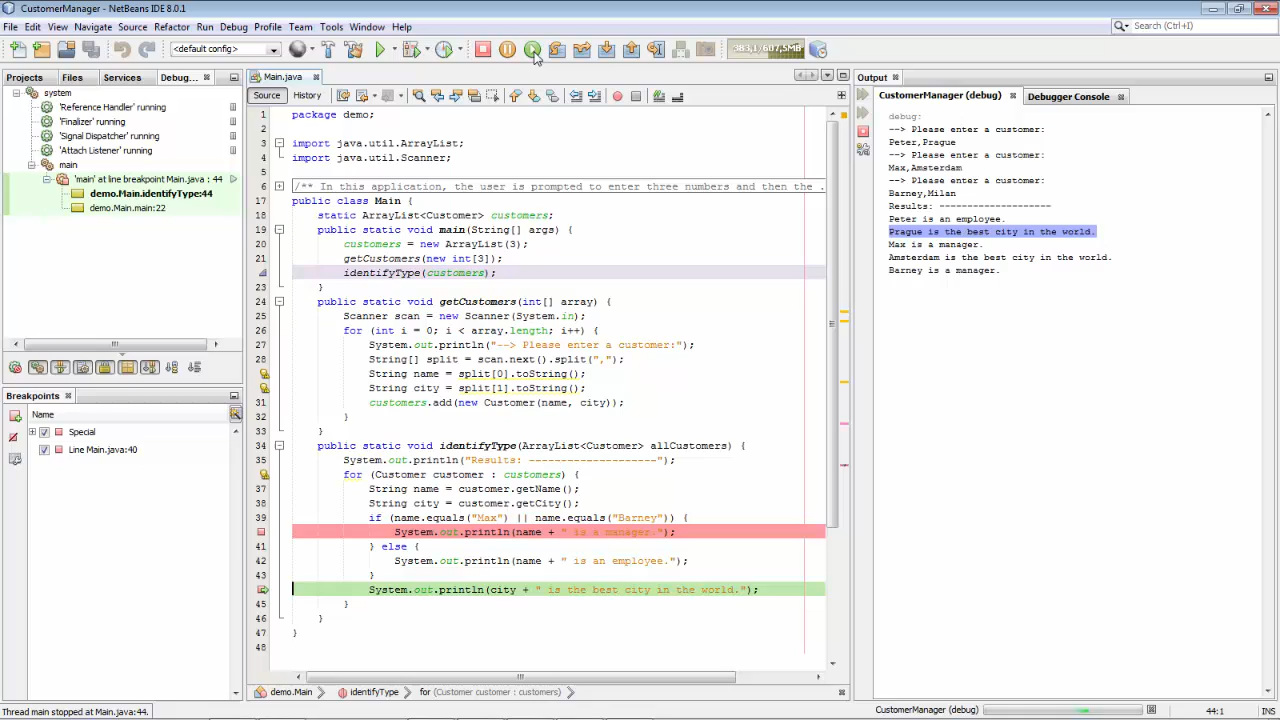 CustomerManager - NetBeans IDE 8.0.1
File Edit View Navigate Source Refactor Run Debug Profile Team Tools Window Help
Search (Ctrl+I)
<default config>
383,1/607,5MB
Projects Files Services Debug...
Main.java
Output
Source History
CustomerManager (debug)
Debugger Console
system
'Reference Handler' running
'Finalizer' running
'Signal Dispatcher' running
'Attach Listener' running
main
'main' at line breakpoint Main.java : 44
demo.Main.identifyType:44
demo.Main.main:22
Breakpoints
Name
Special
Line Main.java:40
1 package demo;
2
3 import java.util.ArrayList;
4 import java.util.Scanner;
5
6 /** In this application, the user is prompted to enter three numbers and then the .
17 public class Main {
18 static ArrayList<Customer> customers;
19 public static void main(String[] args) {
20 customers = new ArrayList(3);
21 getCustomers(new int[3]);
identifyType(customers);
23 }
24 public static void getCustomers(int[] array) {
25 Scanner scan = new Scanner(System.in);
26 for (int i = 0; i < array.length; i++) {
27 System.out.println("--> Please enter a customer:");
28 String[] split = scan.next().split(",");
String name = split[0].toString();
String city = split[1].toString();
31 customers.add(new Customer(name, city));
32 }
33 }
34 public static void identifyType(ArrayList<Customer> allCustomers) {
35 System.out.println("Results: --------------------");
for (Customer customer : customers) {
37 String name = customer.getName();
38 String city = customer.getCity();
39 if (name.equals("Max") || name.equals("Barney")) {
System.out.println(name + " is a manager.");
41 } else {
42 System.out.println(name + " is an employee.");
43 }
System.out.println(city + " is the best city in the world.");
45 }
46 }
47 }
48
debug:
--> Please enter a customer:
Peter,Prague
--> Please enter a customer:
Max,Amsterdam
--> Please enter a customer:
Barney,Milan
Results: --------------------
Peter is an employee.
Prague is the best city in the world.
Max is a manager.
Amsterdam is the best city in the world.
Barney is a manager.
demo.Main identifyType for (Customer customer : customers)
Thread main stopped at Main.java:44.
CustomerManager (debug)
44:1 INS